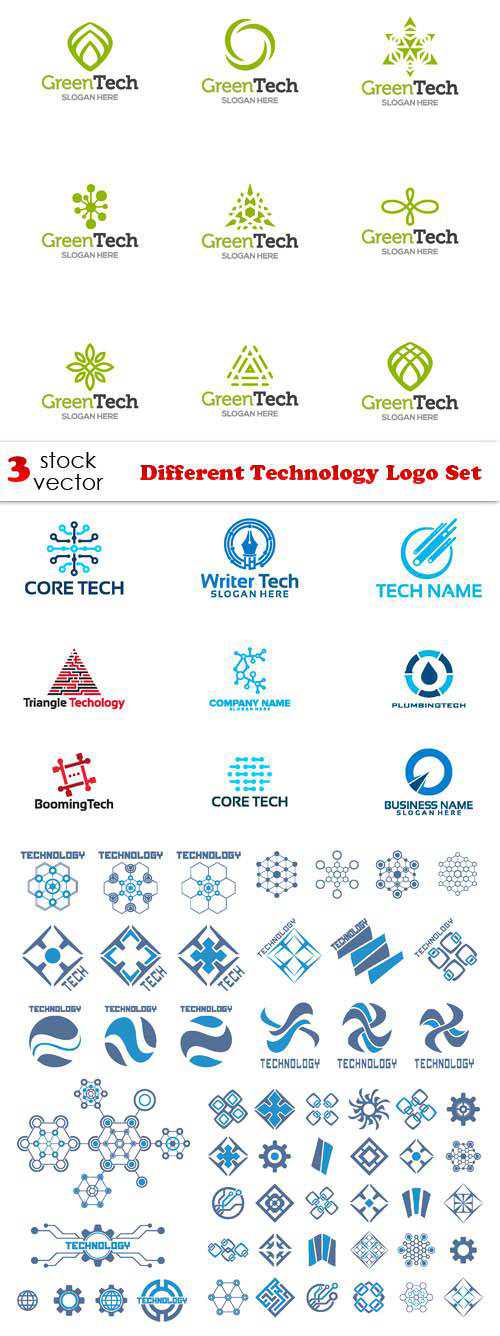 GreenTech
SLOGAN HERE
GreenTech
SLOGAN HERE
GreenTech
SLOGAN HERE
GreenTech
SLOGAN HERE
GreenTech
SLOGAN HERE
GreenTech
SLOGAN HERE
GreenTech
SLOGAN HERE
GreenTech
SLOGAN HERE
GreenTech
SLOGAN HERE
3 stock
vector
Different Technology Logo Set
CORE TECH
Writer Tech
SLOGAN HERE
TECH NAME
Triangle Techology
COMPANY NAME
SLOGAN HERE
PLUMBINGTECH
BoomingTech
CORE TECH
BUSINESS NAME
SLOGAN HERE
TECHNOLOGY
TECHNOLOGY
TECHNOLOGY
TECH
TECH
TECH
TECHNOLOGY
TECHNOLOGY
TECHNOLOGY
TECHNOLOGY
TECHNOLOGY
TECHNOLOGY
TECHNOLOGY
TECHNOLOGY
TECHNOLOGY
TECHNOLOGY
TECHNOLOGY